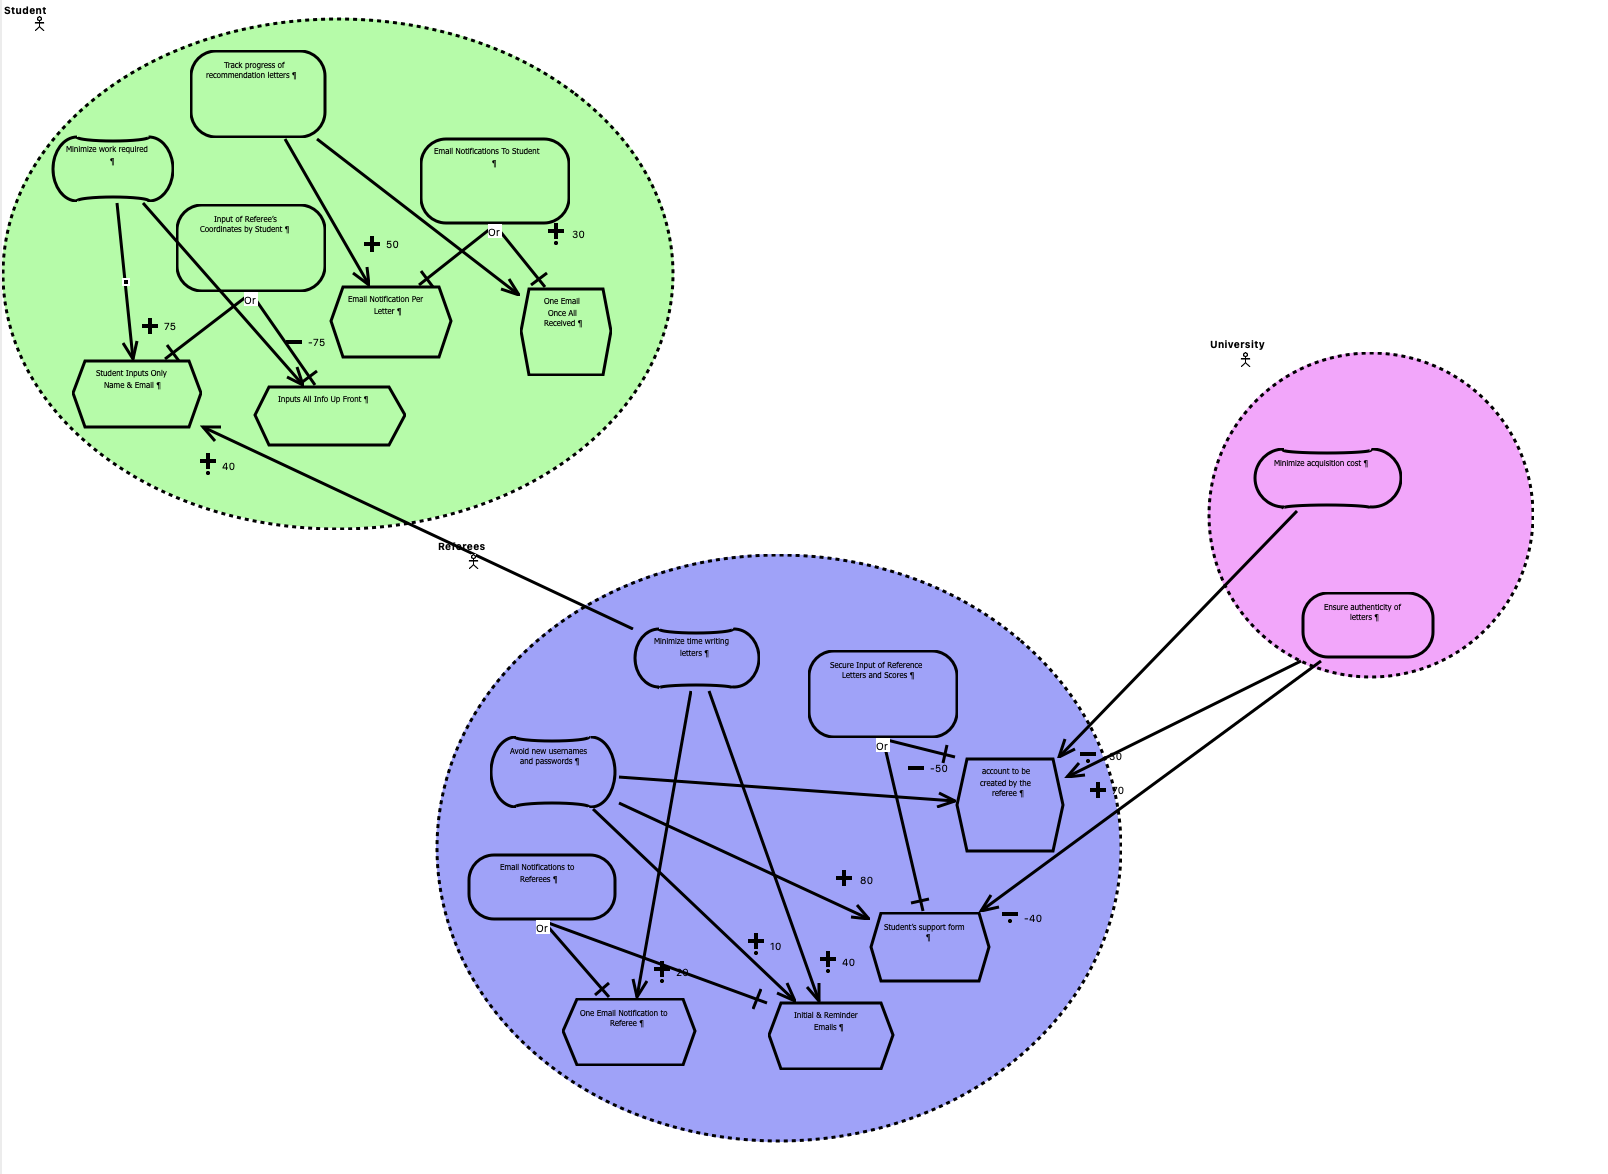 Student
Track progress of
recommendation letters ¶
Minimize work required
¶
Email Notifications To Student
¶
Input of Referee's
Coordinates by Student ¶
Or
30
50
Or
Email Notification Per
Letter ¶
One Email
Once All
Received ¶
75
-75
Student Inputs Only
Name & Email ¶
Inputs All Info Up Front ¶
40
University
Minimize acquisition cost ¶
Ensure authenticity of
letters ¶
Referees
Minimize time writing
letters ¶
Secure Input of Reference
Letters and Scores ¶
Avoid new usernames
and passwords ¶
Or
-50
account to be
created by the
referee ¶
Email Notifications to
Referees ¶
80
Or
Student's support form
¶
-40
10
40
20
One Email Notification to
Referee ¶
Initial & Reminder
Emails ¶